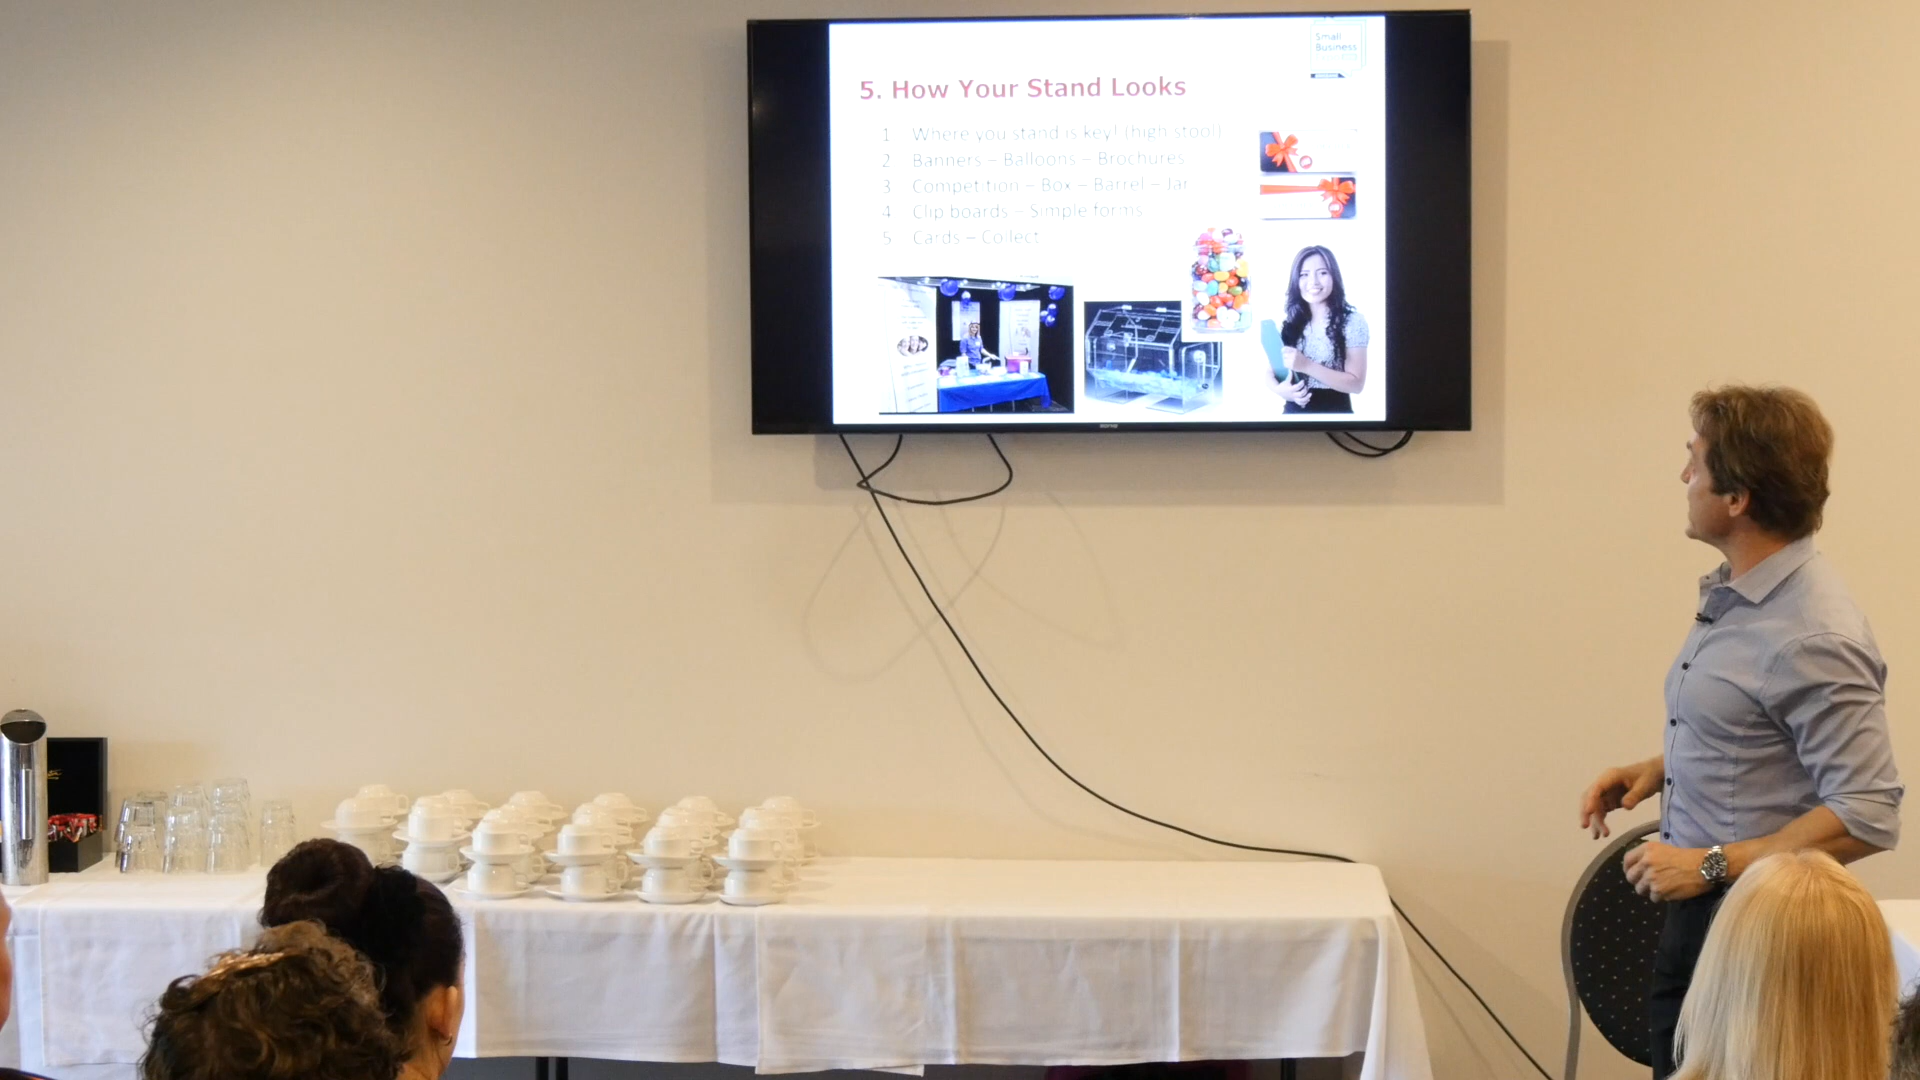 Small
Business
5. How Your Stand Looks
1 Where you stand is key! (high stool)
2 Banners – Balloons – Brochures
3 Competition – Box – Barrel – Jar
4 Clip boards – Simple forms
5 Cards – Collect